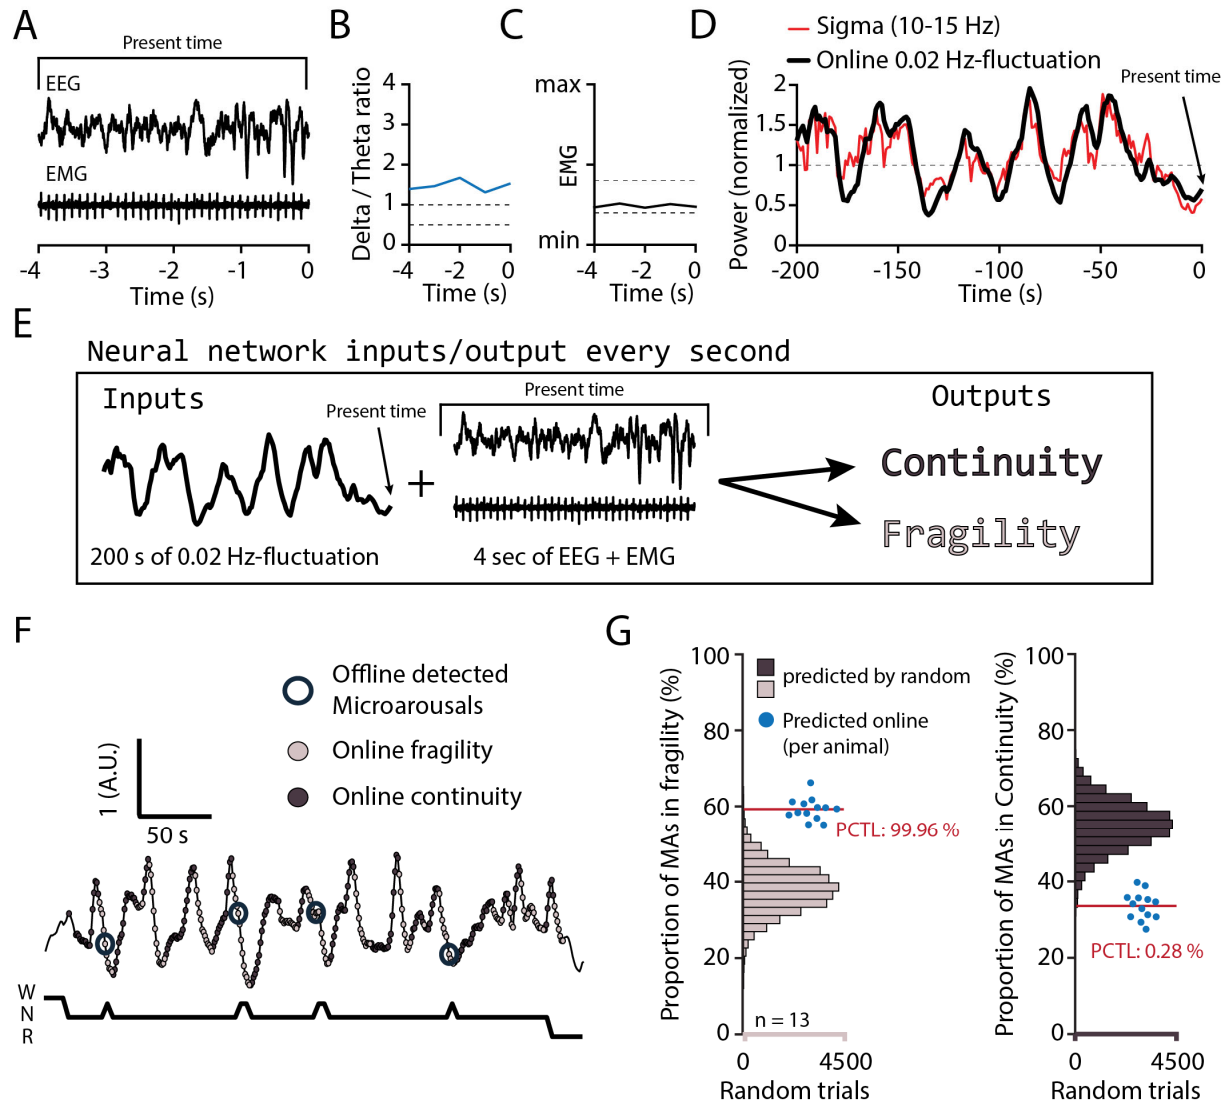 A
Present time
EEG
EMG
-4
-3
-2
-1
0
Time (s)
B
Delta / Theta ratio
4
3
2
1
0
-4
-2
0
Time (s)
C
EMG
max
min
-4
-2
0
Time (s)
D
Sigma (10-15 Hz)
Online 0.02 Hz-fluctuation
Present time
Power (normalized)
2
1.5
1
0.5
0
-200
-150
-100
-50
0
Time (s)
E
Neural network inputs/output every second
Inputs
Present time
200 s of 0.02 Hz-fluctuation
+
Present time
4 sec of EEG + EMG
Outputs
Continuity
Fragility
F
Offline detected
Microarousals
Online fragility
Online continuity
1 (A.U.)
50 s
W
N
R
G
Proportion of MAs in fragility (%)
100
80
60
40
20
0
predicted by random
Predicted online
(per animal)
PCTL: 99.96 %
n = 13
0
4500
Random trials
Proportion of MAs in Continuity (%)
100
80
60
40
20
0
PCTL: 0.28 %
0
4500
Random trials